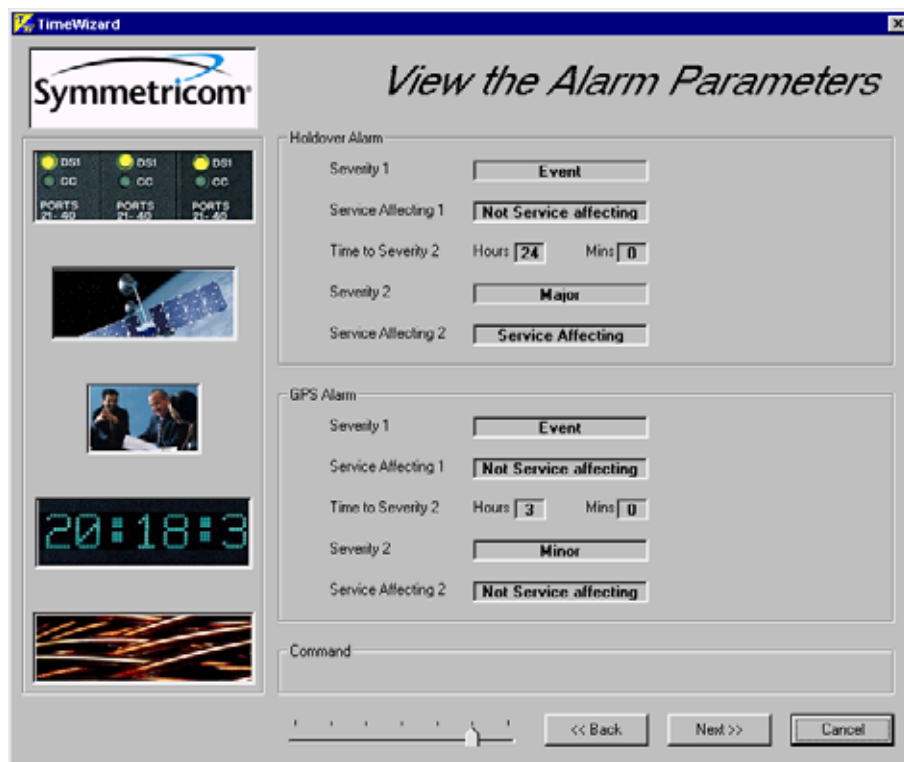 TimeWizard
Symmetricom
View the Alarm Parameters
DS1 DS1 DS1
CC CC CC
PORTS PORTS PORTS
21-40 21-40 21-40
20:18:3
Holdover Alarm
Severity 1 Event
Service Affecting 1 Not Service affecting
Time to Severity 2 Hours 24 Mins 0
Severity 2 Major
Service Affecting 2 Service Affecting
GPS Alarm
Severity 1 Event
Service Affecting 1 Not Service affecting
Time to Severity 2 Hours 3 Mins 0
Severity 2 Minor
Service Affecting 2 Not Service affecting
Command
<< Back Next >> Cancel